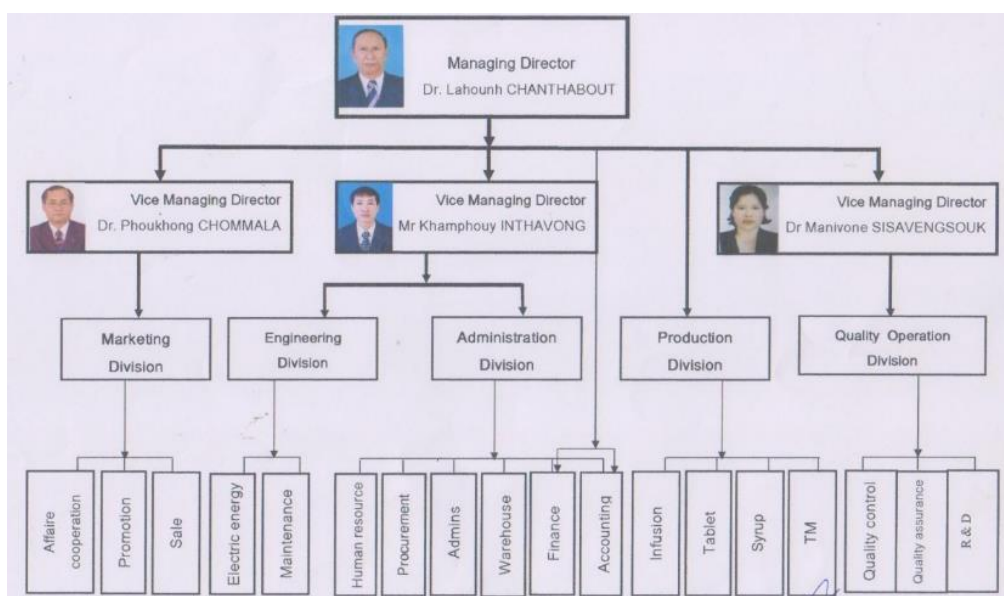 Managing Director
Dr. Lahounh CHANTHABOUT
Vice Managing Director
Dr. Phoukhong CHOMMALA
Vice Managing Director
Mr Khamphouy INTHAVONG
Vice Managing Director
Dr Manivone SISAVENGSOUK
Marketing
Division
Engineering
Division
Administration
Division
Production
Division
Quality Operation
Division
Affaire
cooperation
Promotion
Sale
Electric energy
Maintenance
Human resource
Procurement
Admins
Warehouse
Finance
Accounting
Infusion
Tablet
Syrup
TM
Quality control
Quality assurance
R & D